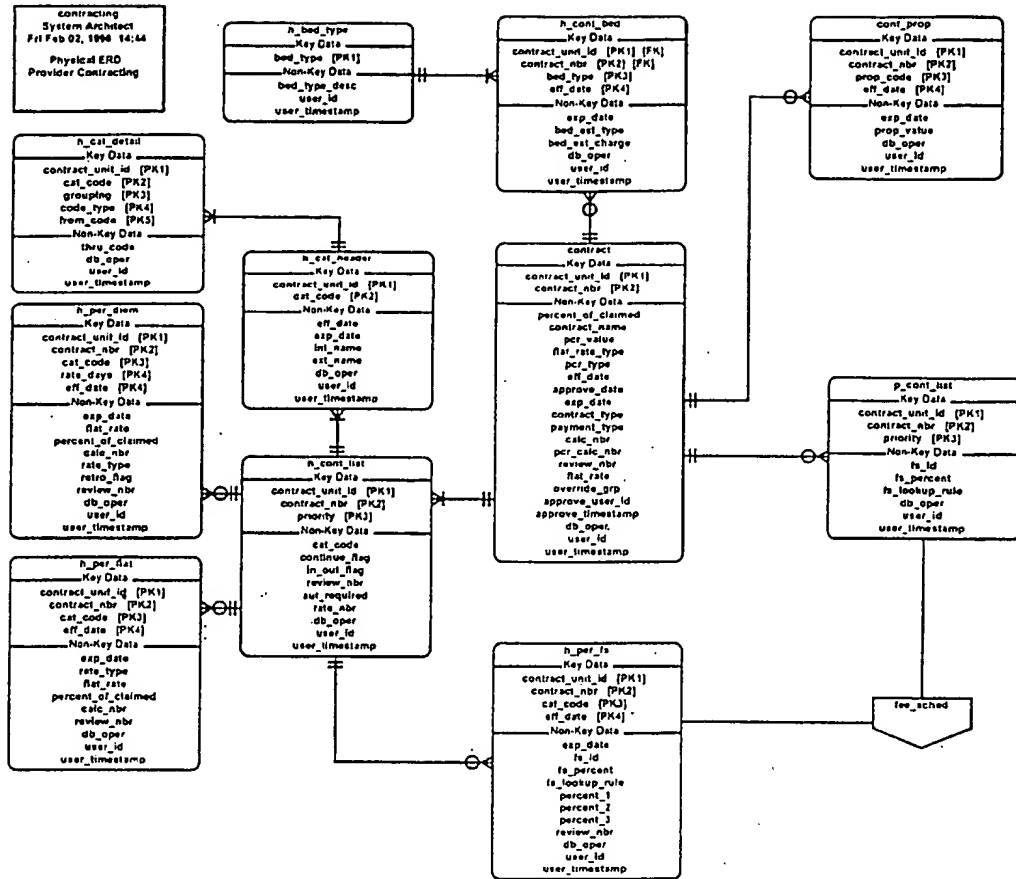 contracting
System Architect
Fri Feb 02, 1996 14:44
Physical ERD
Provider Contracting
h_bed_type
Key Data
bed_type [PK1]
Non-Key Data
bed_type_desc
user_id
user_timestamp
h_cont_bed
Key Data
contract_unit_id [PK1] [FK]
contract_nbr [PK2] [FK]
bed_type [PK3]
eff_date [PK4]
Non-Key Data
exp_date
bed_est_type
bed_est_charge
db_oper
user_id
user_timestamp
cont_prop
Key Data
contract_unit_id [PK1]
contract_nbr [PK2]
prop_code [PK3]
eff_date [PK4]
Non-Key Data
exp_date
prop_value
db_oper
user_id
user_timestamp
h_cat_detail
Key Data
contract_unit_id [PK1]
cat_code [PK2]
grouping [PK3]
code_type [PK4]
from_code [PK5]
Non-Key Data
thru_code
db_oper
user_id
user_timestamp
h_cat_header
Key Data
contract_unit_id [PK1]
cat_code [PK2]
Non-Key Data
eff_date
exp_date
int_name
ext_name
db_oper
user_id
user_timestamp
contract
Key Data
contract_unit_id [PK1]
contract_nbr [PK2]
Non-Key Data
percent_of_claimed
contract_name
pcr_value
flat_rate_type
pcr_type
eff_date
approve_date
exp_date
contract_type
payment_type
calc_nbr
pcr_calc_nbr
review_nbr
flat_rate
override_grp
approve_user_id
approve_timestamp
db_oper
user_id
user_timestamp
h_per_diem
Key Data
contract_unit_id [PK1]
contract_nbr [PK2]
cat_code [PK3]
rate_days [PK4]
eff_date [PK4]
Non-Key Data
exp_date
flat_rate
percent_of_claimed
calc_nbr
rate_type
retro_flag
review_nbr
db_oper
user_id
user_timestamp
p_cont_list
Key Data
contract_unit_id [PK1]
contract_nbr [PK2]
priority [PK3]
Non-Key Data
fs_id
fs_percent
fs_lookup_rule
db_oper
user_id
user_timestamp
h_cont_list
Key Data
contract_unit_id [PK1]
contract_nbr [PK2]
priority [PK3]
Non-Key Data
cat_code
continue_flag
in_out_flag
review_nbr
aut_required
rate_nbr
db_oper
user_id
user_timestamp
h_per_flat
Key Data
contract_unit_id [PK1]
contract_nbr [PK2]
cat_code [PK3]
eff_date [PK4]
Non-Key Data
exp_date
rate_type
flat_rate
percent_of_claimed
calc_nbr
review_nbr
db_oper
user_id
user_timestamp
h_per_fs
Key Data
contract_unit_id [PK1]
contract_nbr [PK2]
cat_code [PK3]
eff_date [PK4]
Non-Key Data
exp_date
fs_id
fs_percent
fs_lookup_rule
percent_1
percent_2
percent_3
review_nbr
db_oper
user_id
user_timestamp
fee_sched